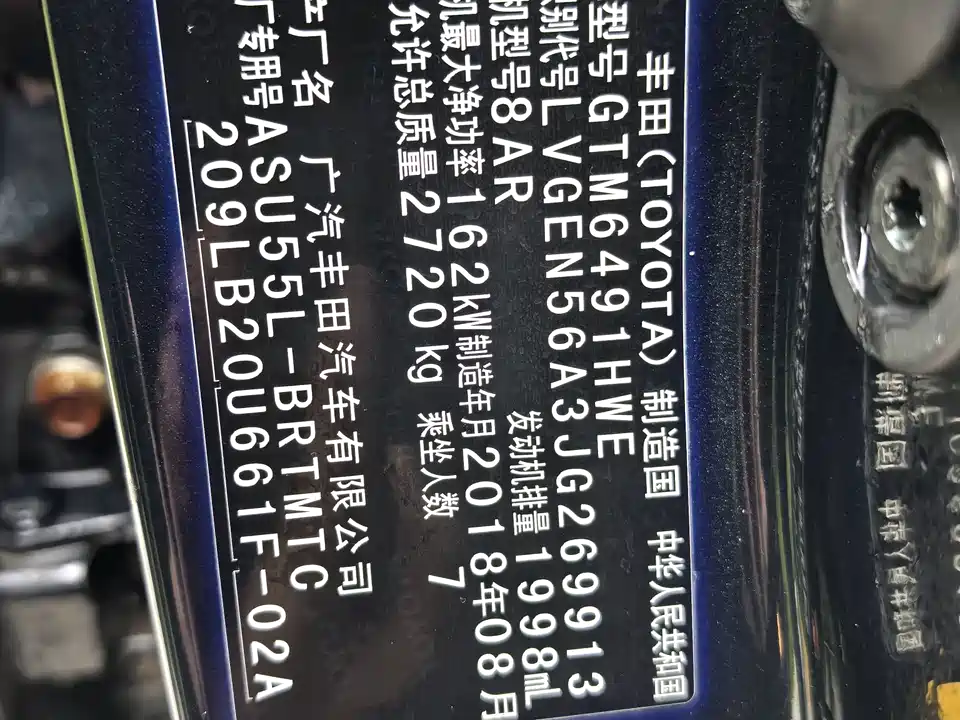 丰田(TOYOTA) 制造国 中华人民共和国
型号GTM6491HWE
别代号LVGEN56A3JG269913
机型号8AR 发动机排量1998mL
机最大净功率162kW制造年月2018年08月
允许总质量2720kg 乘坐人数 7
产厂名 广汽丰田汽车有限公司
厂专用号ASU55L-BRTMTC
209LB20U661F-02A